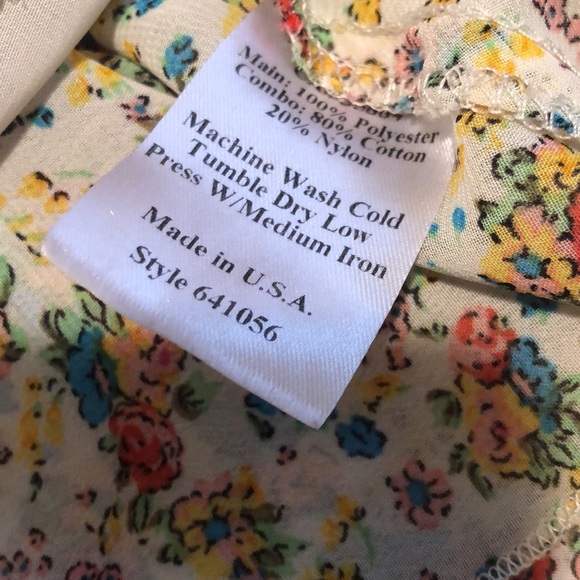 Main: 100% Polyester
Combo: 80% Cotton
20% Nylon
Machine Wash Cold
Tumble Dry Low
Press W/Medium Iron
Made in U.S.A.
Style 641056